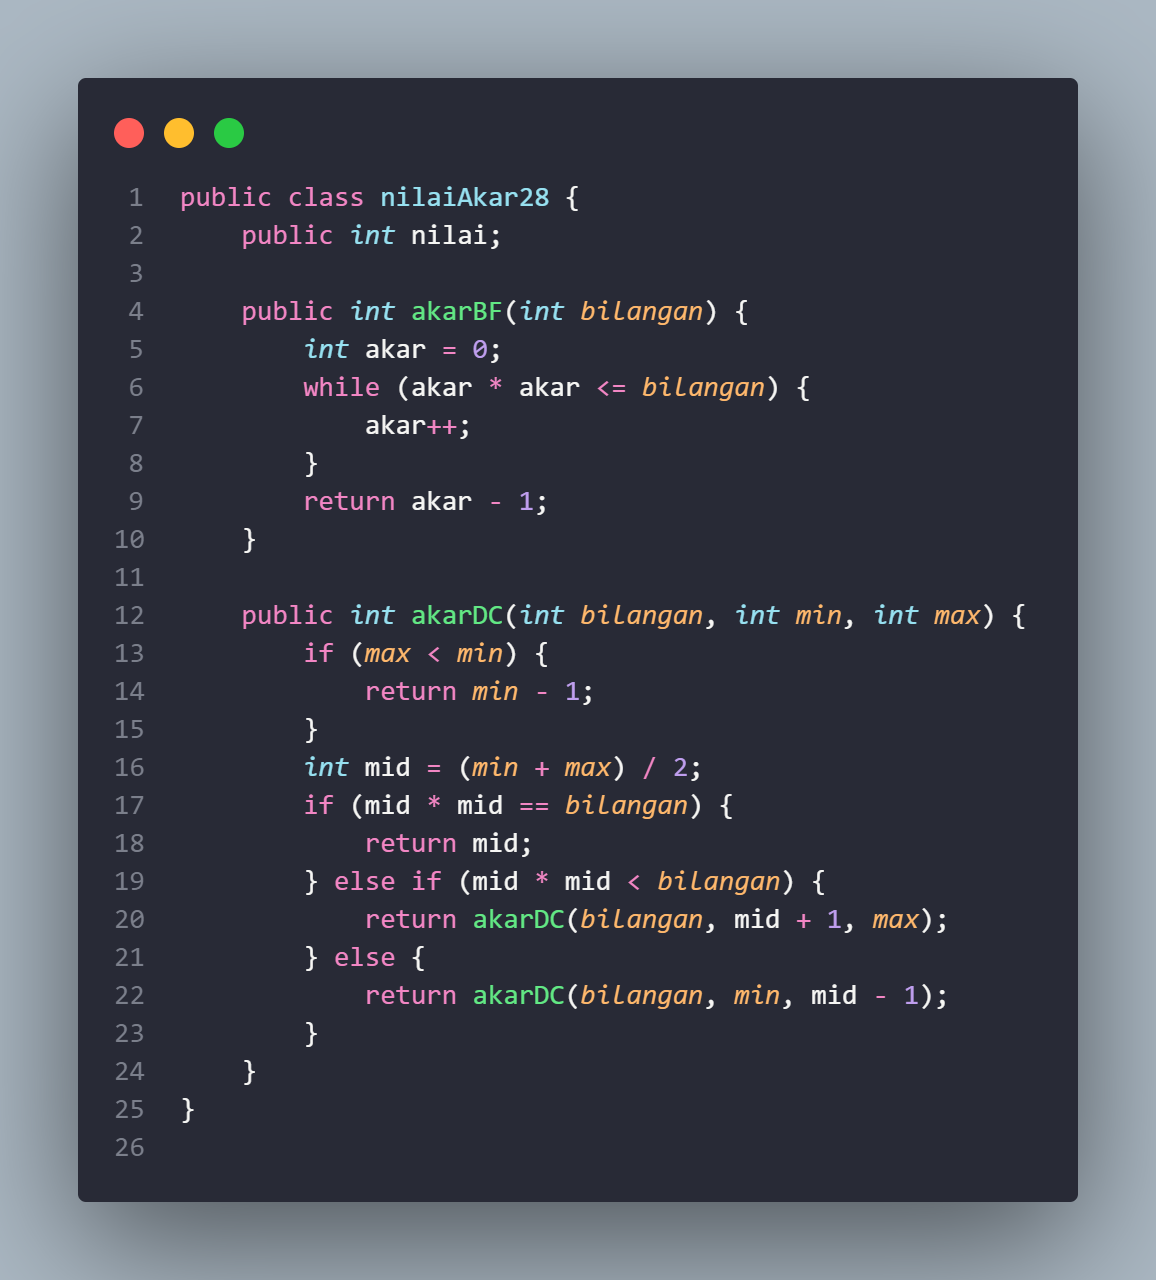 1 public class nilaiAkar28 {
2     public int nilai;
3
4     public int akarBF(int bilangan) {
5         int akar = 0;
6         while (akar * akar <= bilangan) {
7             akar++;
8         }
9         return akar - 1;
10     }
11
12     public int akarDC(int bilangan, int min, int max) {
13         if (max < min) {
14             return min - 1;
15         }
16         int mid = (min + max) / 2;
17         if (mid * mid == bilangan) {
18             return mid;
19         } else if (mid * mid < bilangan) {
20             return akarDC(bilangan, mid + 1, max);
21         } else {
22             return akarDC(bilangan, min, mid - 1);
23         }
24     }
25 }
26